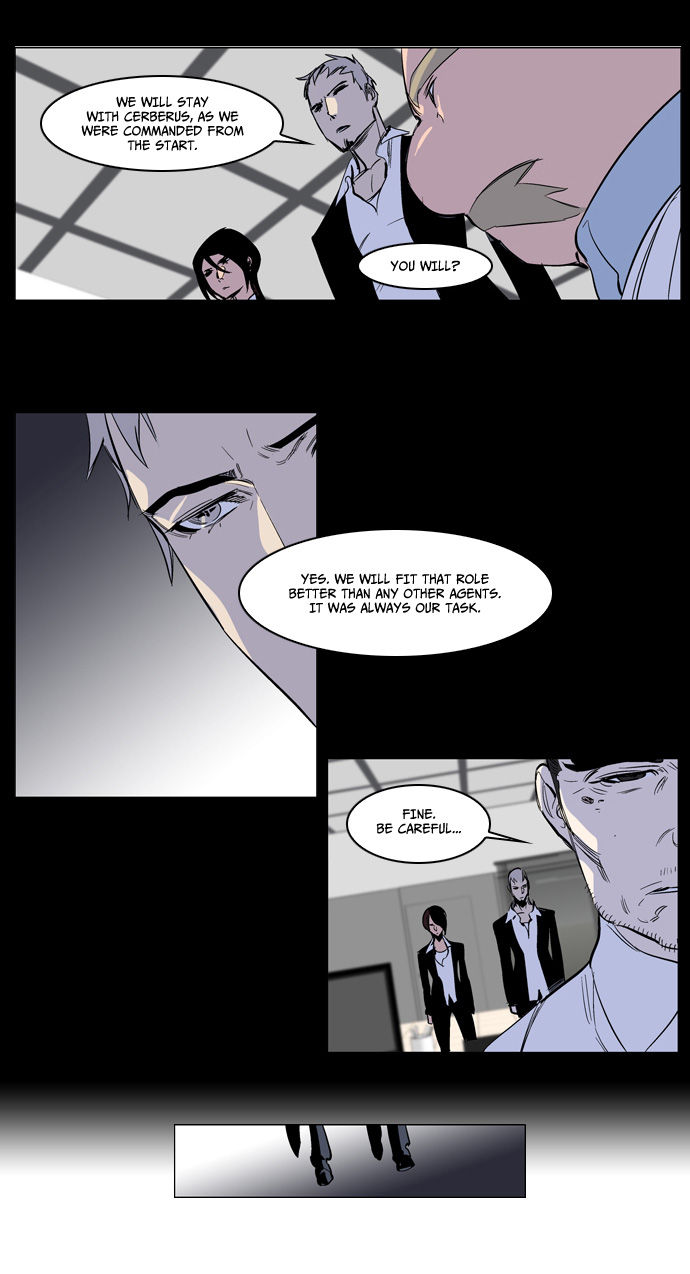 WE WILL STAY
WITH CERBERUS, AS WE
WERE COMMANDED FROM
THE START.
YOU WILL?
YES. WE WILL FIT THAT ROLE
BETTER THAN ANY OTHER AGENTS.
IT WAS ALWAYS OUR TASK.
FINE.
BE CAREFUL...